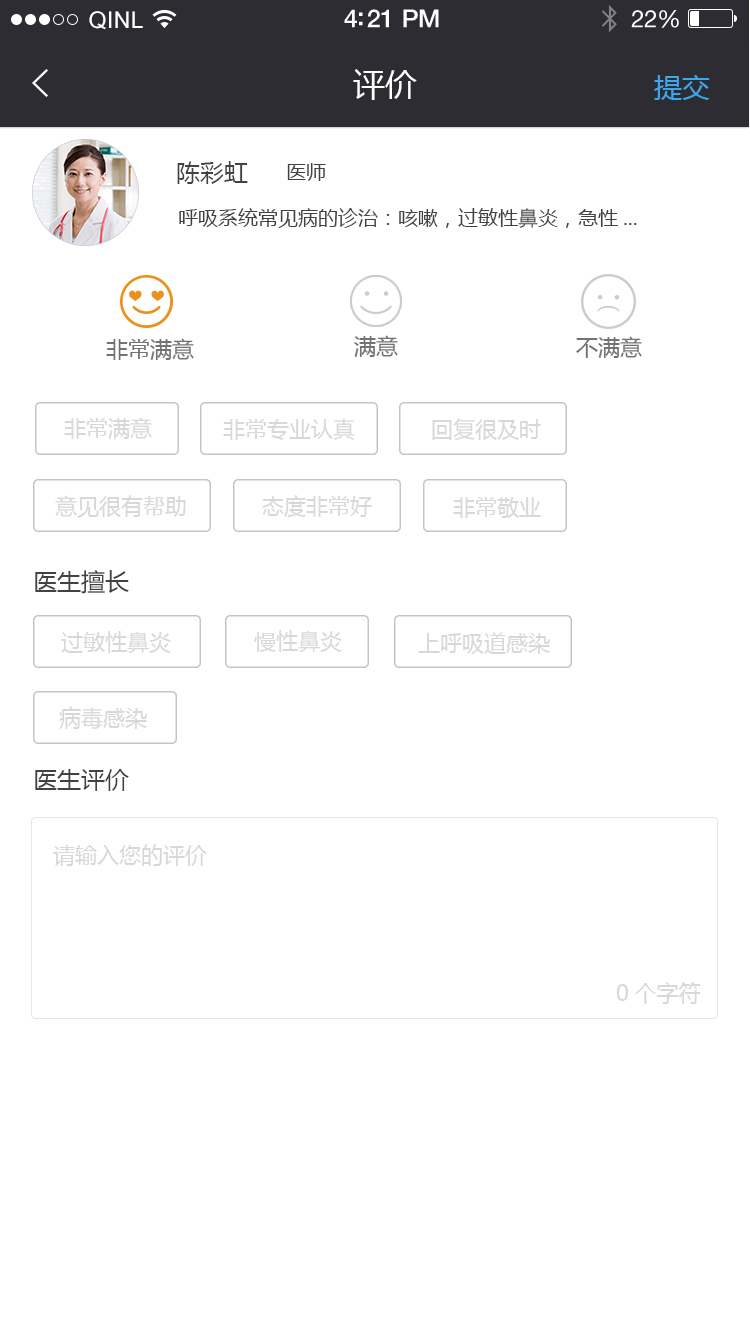 QINL 4:21 PM 22%
评价 提交
陈彩虹 医师
呼吸系统常见病的诊治：咳嗽，过敏性鼻炎，急性 ...
非常满意 满意 不满意
非常满意 非常专业认真 回复很及时
意见很有帮助 态度非常好 非常敬业
医生擅长
过敏性鼻炎 慢性鼻炎 上呼吸道感染
病毒感染
医生评价
请输入您的评价
0 个字符